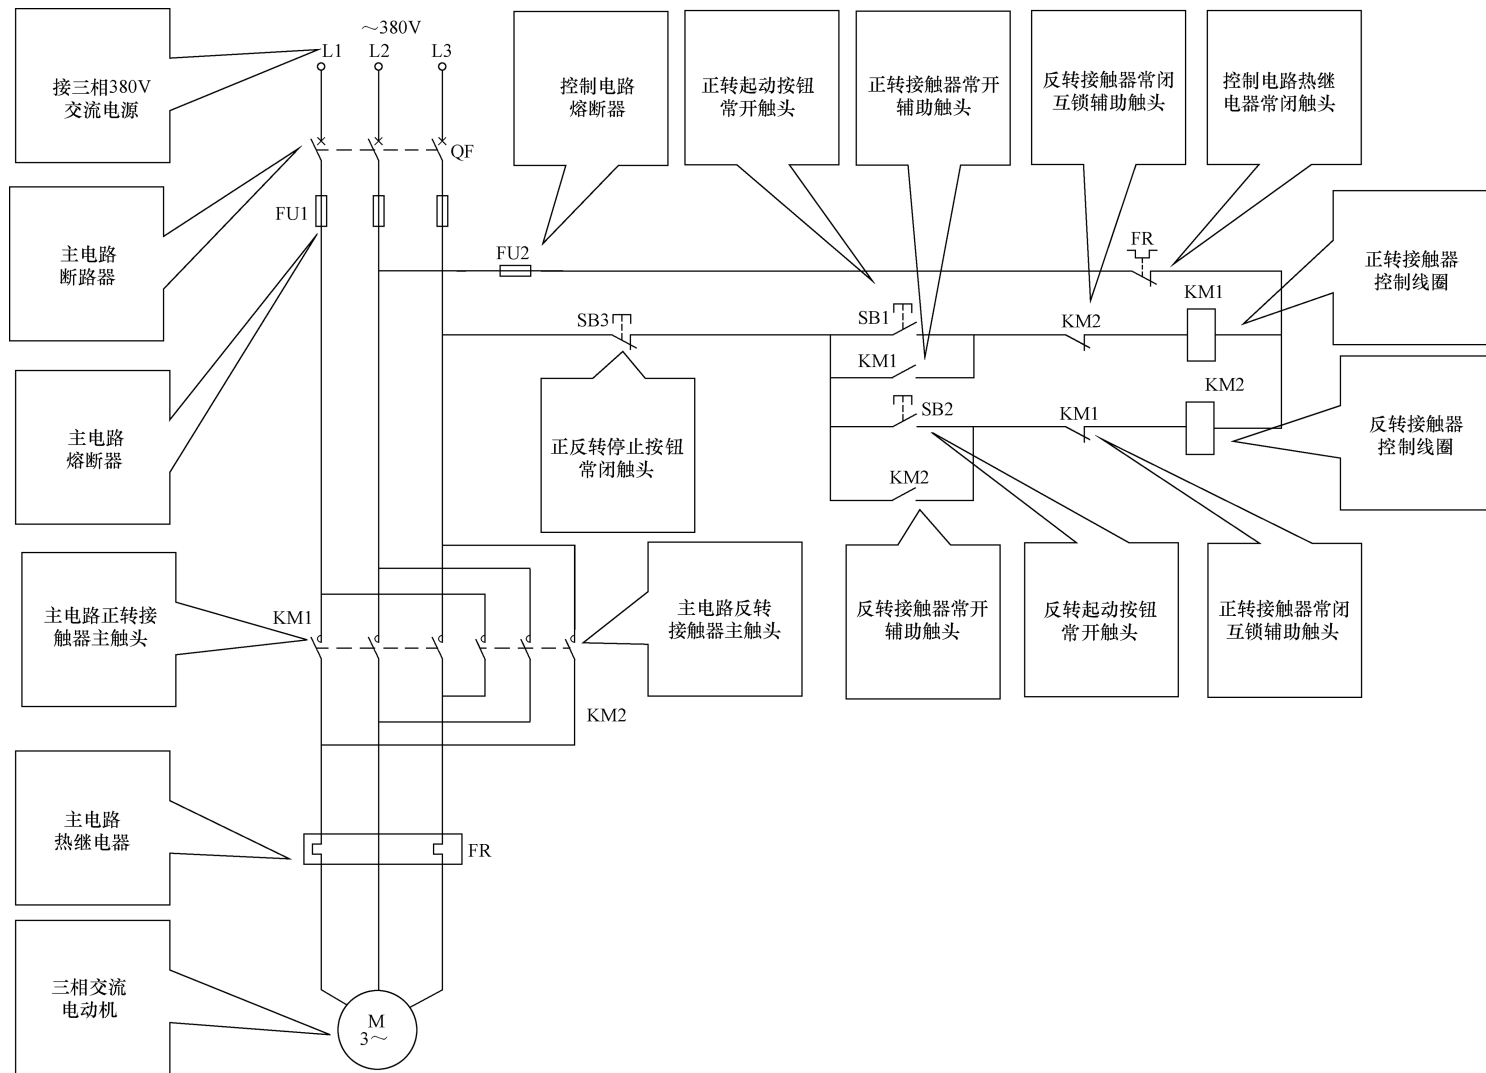 接三相380V
交流电源
～380V
L1
L2
L3
QF
FU1
主电路
断路器
主电路
熔断器
控制电路
熔断器
正转起动按钮
常开触头
正转接触器常开
辅助触头
反转接触器常闭
互锁辅助触头
控制电路热继
电器常闭触头
FU2
FR
正转接触器
控制线圈
SB3
SB1
KM2
KM1
KM1
KM2
SB2
KM1
反转接触器
控制线圈
正反转停止按钮
常闭触头
KM2
主电路正转接
触器主触头
KM1
主电路反转
接触器主触头
反转接触器常开
辅助触头
反转起动按钮
常开触头
正转接触器常闭
互锁辅助触头
KM2
主电路
热继电器
FR
三相交流
电动机
M
3～